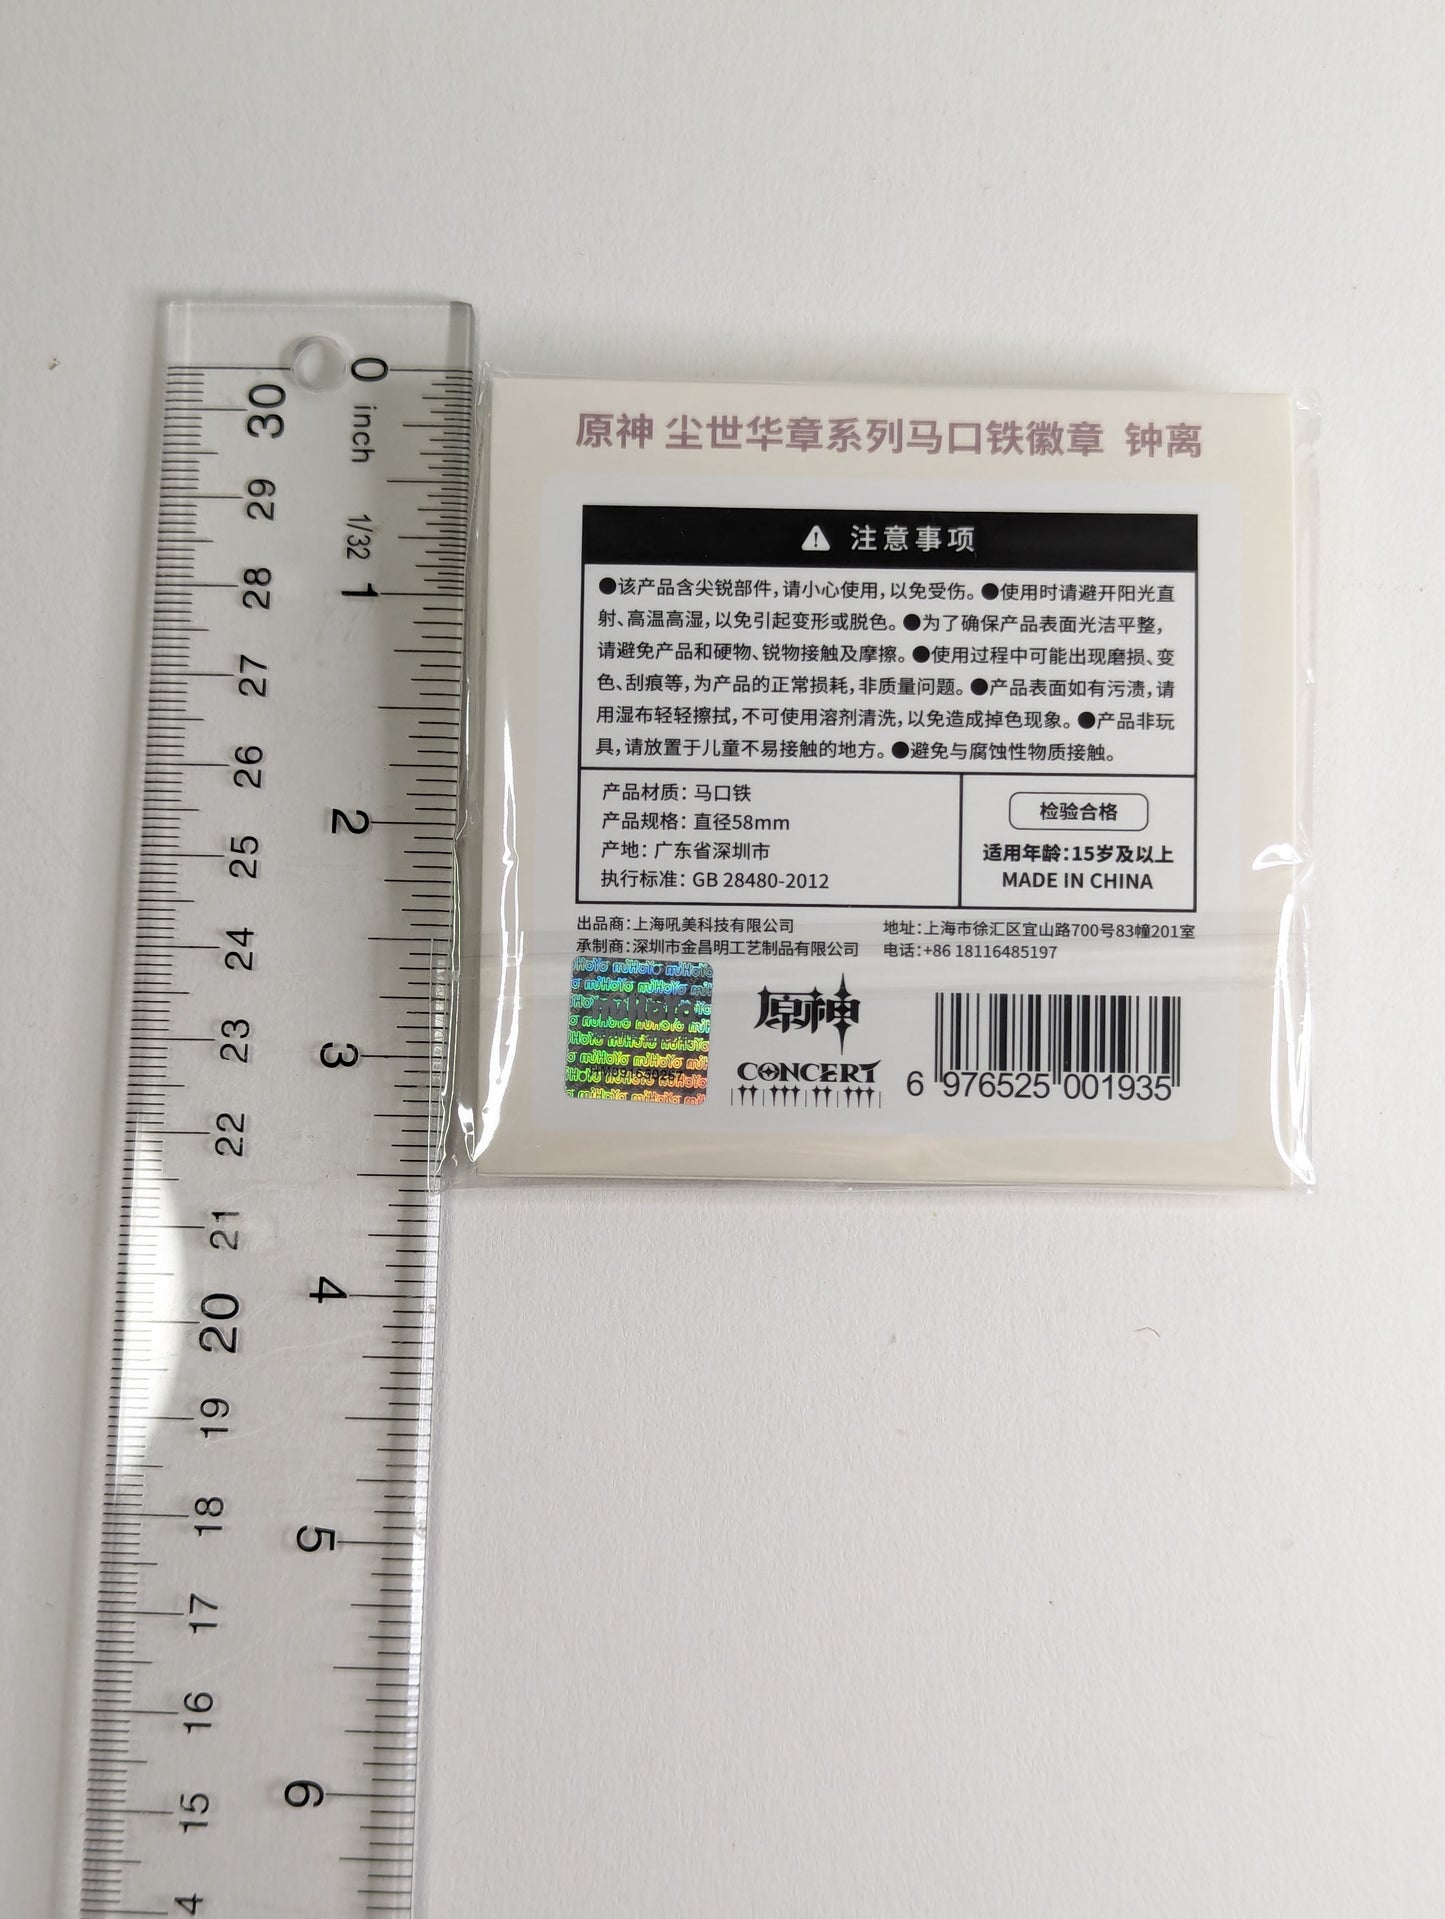 原神 尘世华章系列马口铁徽章 钟离
注意事项
●该产品含尖锐部件,请小心使用,以免受伤。●使用时请避开阳光直
射、高温高湿,以免引起变形或脱色。●为了确保产品表面光洁平整,
请避免产品和硬物、锐物接触及摩擦。●使用过程中可能出现磨损、变
色、刮痕等,为产品的正常损耗,非质量问题。●产品表面如有污渍,请
用湿布轻轻擦拭,不可使用溶剂清洗,以免造成掉色现象。●产品非玩
具,请放置于儿童不易接触的地方。●避免与腐蚀性物质接触。
产品材质：马口铁
产品规格：直径58mm
产地：广东省深圳市
执行标准：GB 28480-2012
检验合格
适用年龄:15岁及以上
MADE IN CHINA
出品商：上海吼美科技有限公司
承制商：深圳市金昌明工艺制品有限公司
地址：上海市徐汇区宜山路700号83幢201室
电话：+86 18116485197
miHoYo
原神
CONCERT
6 976525 001935
0 inch 1/32 1 2 3 4 5 6
30 29 28 27 26 25 24 23 22 21 20 19 18 17 16 15